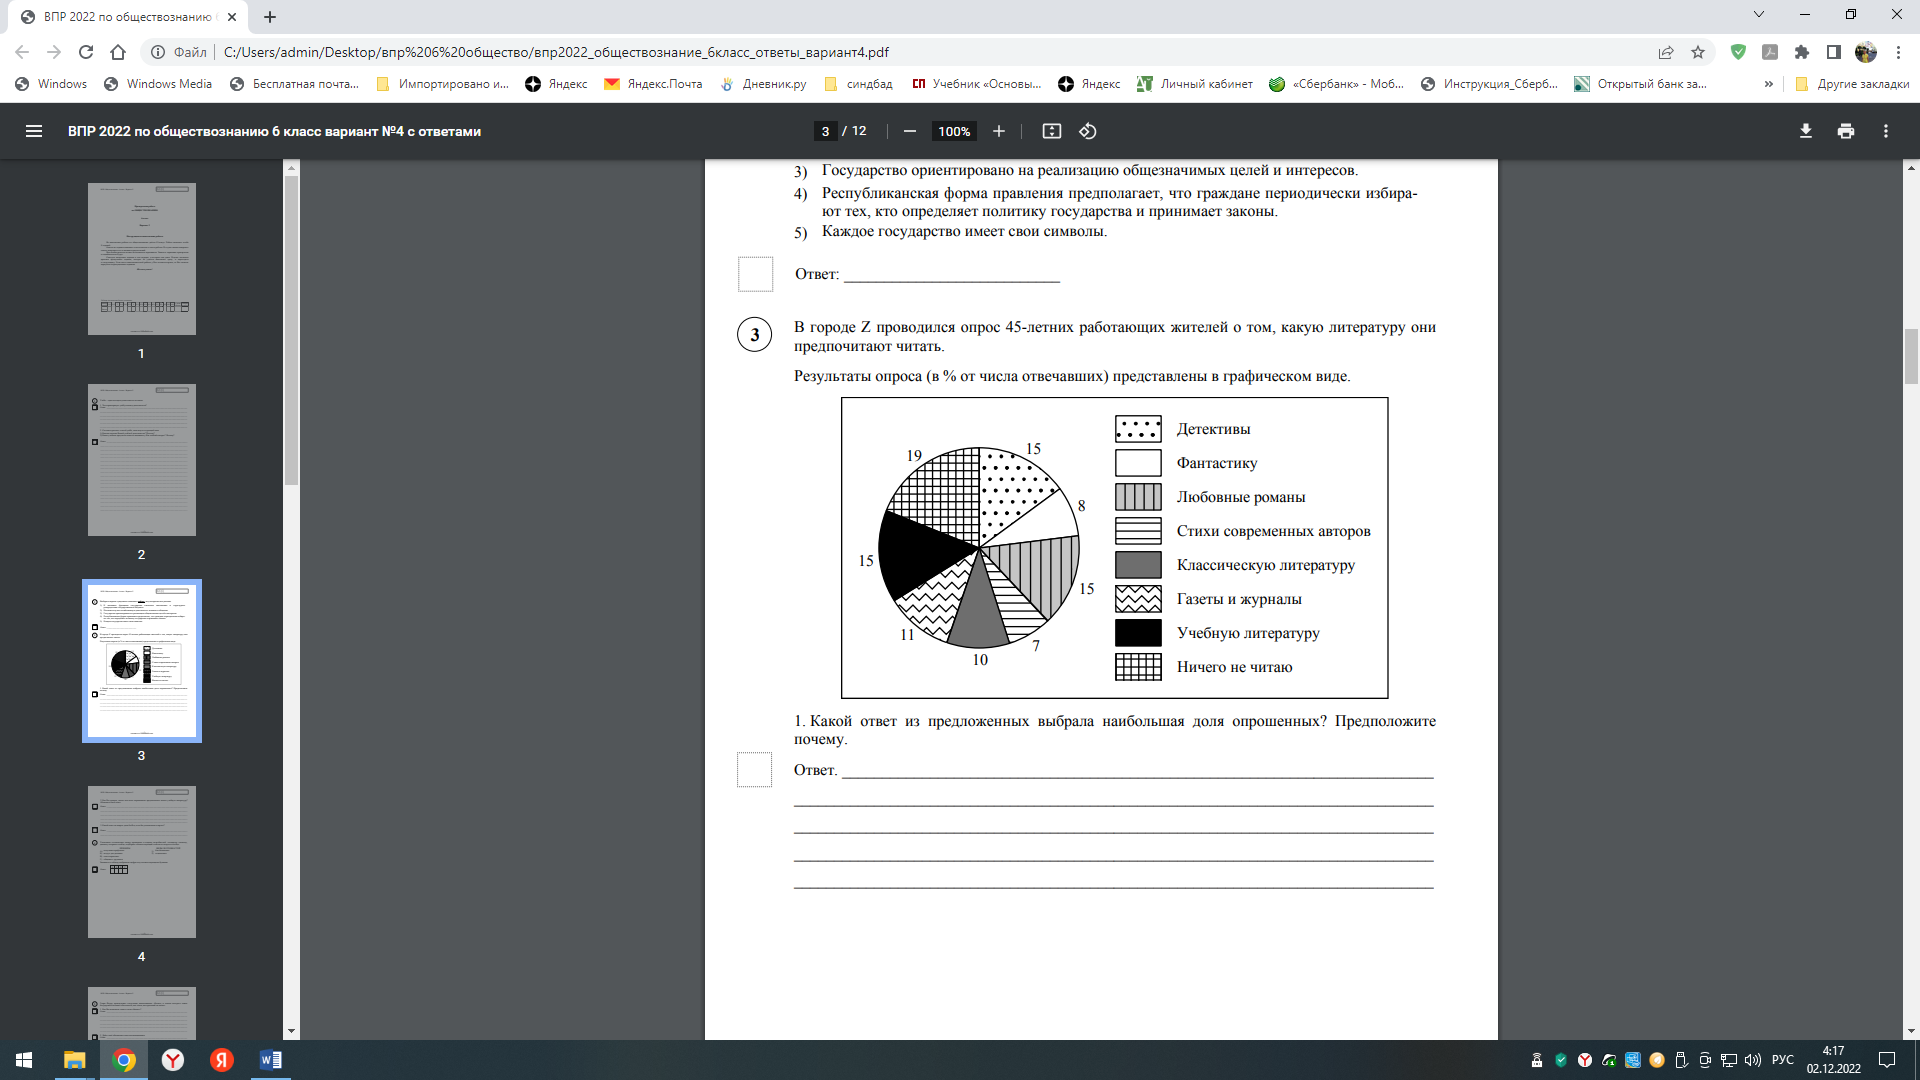 ВПР 2022 по обществознанию
Файл
C:/Users/admin/Desktop/впр%206%20общество/впр2022_обществознание_6класс_ответы_вариант4.pdf
Windows
Windows Media
Бесплатная почта...
Импортировано и...
Яндекс
Яндекс.Почта
Дневник.ру
синдбад
СП Учебник «Основы...
Яндекс
Личный кабинет
«Сбербанк» - Моб...
Инструкция_Сберб...
Открытый банк за...
»
Другие закладки
ВПР 2022 по обществознанию 6 класс вариант №4 с ответами
3 / 12
100%
1
2
3
4
3) Государство ориентировано на реализацию общезначимых целей и интересов.
4) Республиканская форма правления предполагает, что граждане периодически избира-
ют тех, кто определяет политику государства и принимает законы.
5) Каждое государство имеет свои символы.
Ответ: ___________________________
3
В городе Z проводился опрос 45-летних работающих жителей о том, какую литературу они
предпочитают читать.
Результаты опроса (в % от числа отвечавших) представлены в графическом виде.
19
15
8
15
7
10
11
15
Детективы
Фантастику
Любовные романы
Стихи современных авторов
Классическую литературу
Газеты и журналы
Учебную литературу
Ничего не читаю
1. Какой ответ из предложенных выбрала наибольшая доля опрошенных? Предположите
почему.
Ответ.
РУС
4:17
02.12.2022